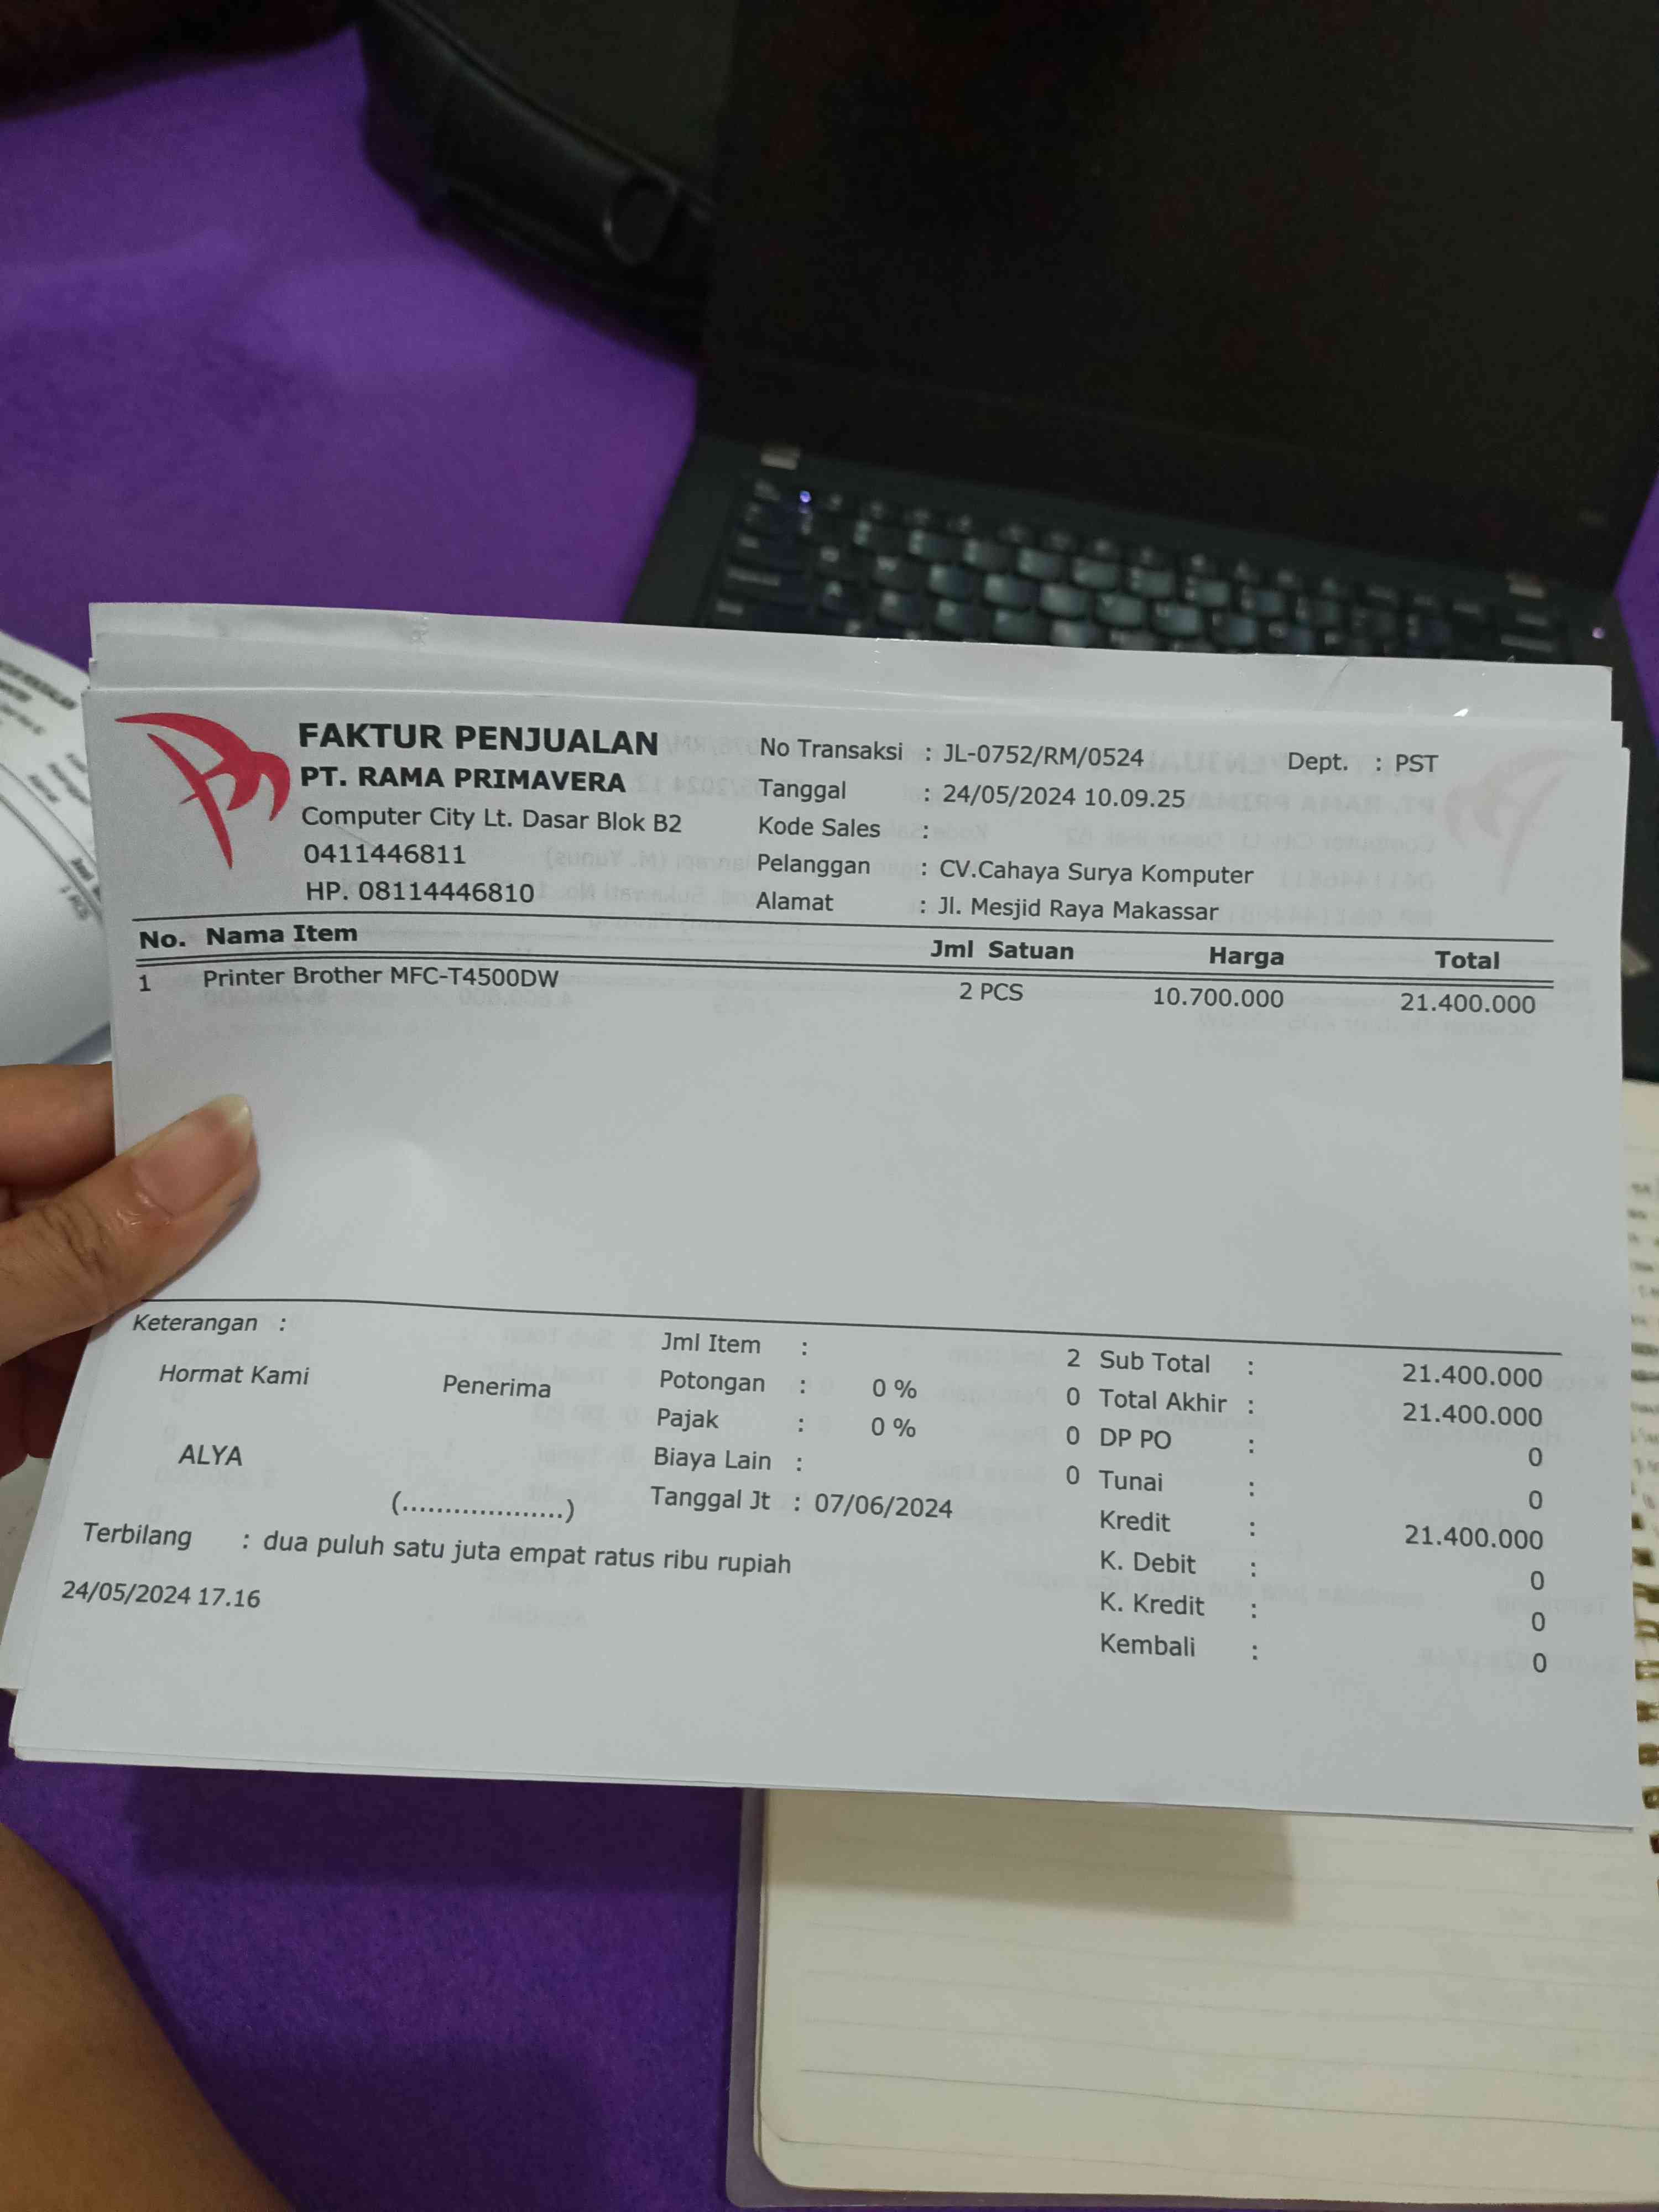 FAKTUR PENJUALAN
PT. RAMA PRIMAVERA
Computer City Lt. Dasar Blok B2
0411446811
HP. 08114446810
No Transaksi : JL-0752/RM/0524 Dept. : PST
Tanggal : 24/05/2024 10.09.25
Kode Sales :
Pelanggan : CV.Cahaya Surya Komputer
Alamat : Jl. Mesjid Raya Makassar
No. Nama Item Jml Satuan Harga Total
1 Printer Brother MFC-T4500DW 2 PCS 10.700.000 21.400.000
Keterangan :
Hormat Kami Penerima
ALYA
(...................)
Jml Item : 2
Potongan : 0 % 0
Pajak : 0 % 0
Biaya Lain : 0
Tanggal Jt : 07/06/2024
Sub Total : 21.400.000
Total Akhir : 21.400.000
DP PO : 0
Tunai : 0
Kredit : 21.400.000
K. Debit : 0
K. Kredit : 0
Kembali : 0
Terbilang : dua puluh satu juta empat ratus ribu rupiah
24/05/2024 17.16